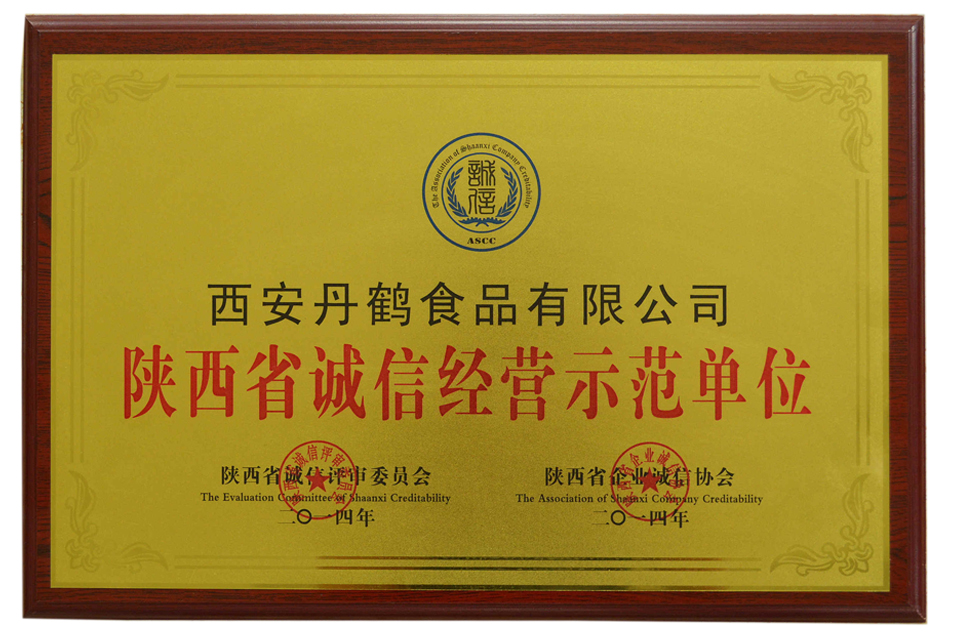 The Association of Shaanxi Company Creditability
誠信
ASCC
西安丹鹤食品有限公司
陕西省诚信经营示范单位
陕西省诚信评审委员会 陕西省企业诚信协会
The Evaluation Committee of Shaanxi Creditability The Association of Shaanxi Company Creditability
二〇一四年 二〇一四年